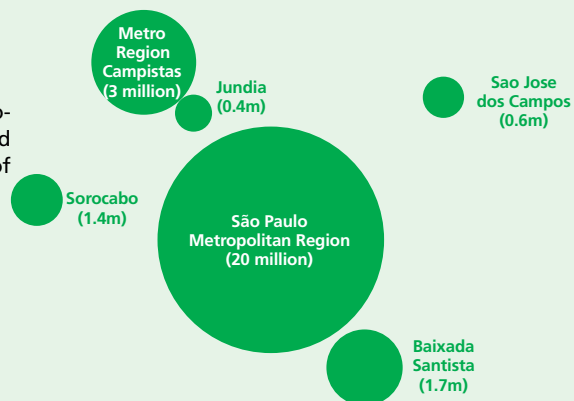 Metro
Region
Campistas
(3 million)
Jundia
(0.4m)
Sao Jose
dos Campos
(0.6m)
o-
d
of
Sorocabo
(1.4m)
São Paulo
Metropolitan Region
(20 million)
Baixada
Santista
(1.7m)